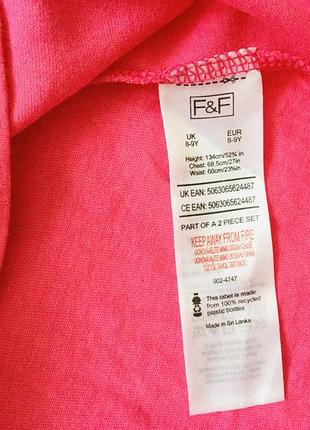 F&F
UK EUR
8-9Y 8-9Y
Height: 134cm/52¾ in
Chest: 68.5cm/27in
Waist: 60cm/23⅝in
UK EAN: 5063065624487
CE EAN: 5063065624487
PART OF A 2 PIECE SET
KEEP AWAY FROM FIRE
902-4747
This label is made
from 100% recycled
plastic bottles
Made in Sri Lanka